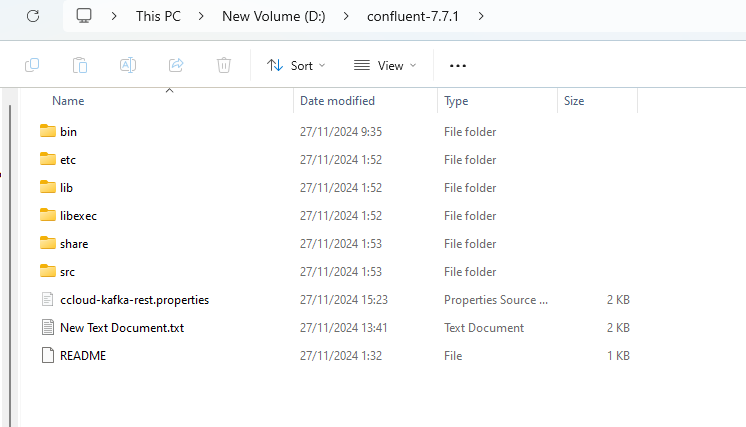 This PC > New Volume (D:) > confluent-7.7.1 >
Sort View
Name Date modified Type Size
bin 27/11/2024 9:35 File folder
etc 27/11/2024 1:52 File folder
lib 27/11/2024 1:52 File folder
libexec 27/11/2024 1:52 File folder
share 27/11/2024 1:53 File folder
src 27/11/2024 1:53 File folder
ccloud-kafka-rest.properties 27/11/2024 15:23 Properties Source ... 2 KB
New Text Document.txt 27/11/2024 13:41 Text Document 2 KB
README 27/11/2024 1:32 File 1 KB